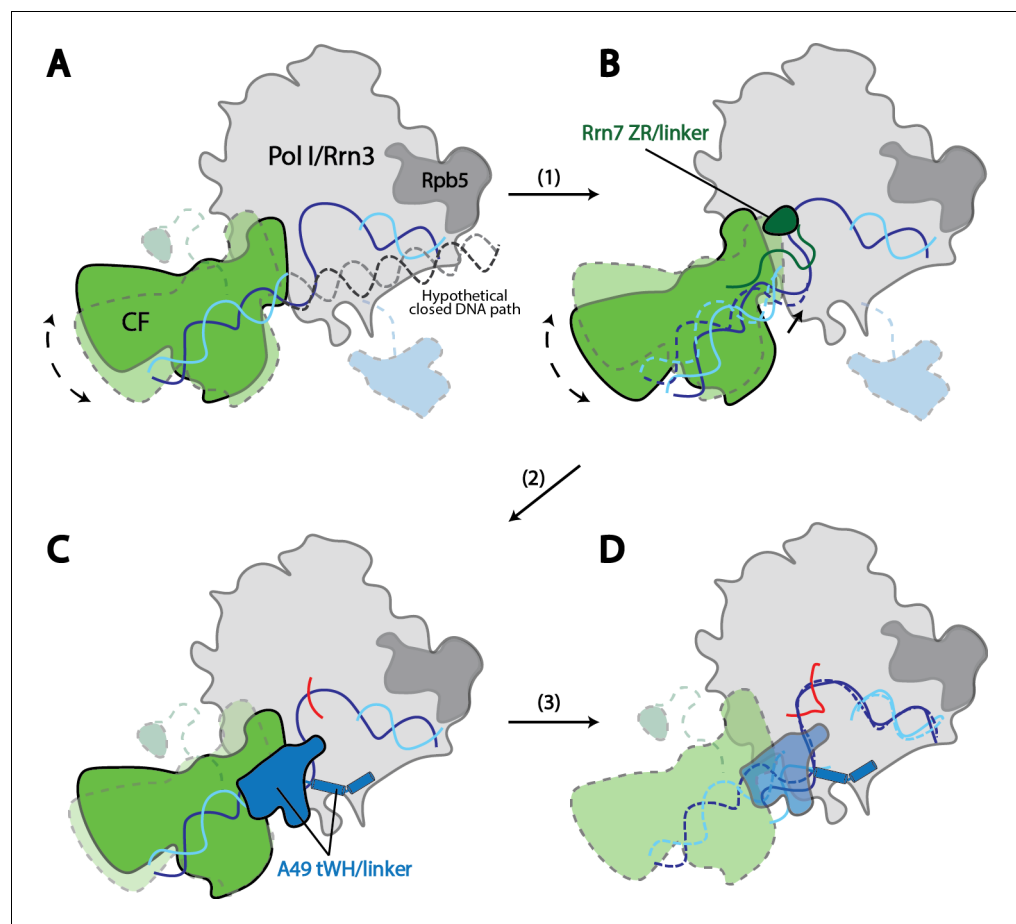 A
B
Rrn7 ZR/linker
Pol I/Rrn3
Rpb5
(1)
CF
Hypothetical
closed DNA path
(2)
C
D
(3)
A49 tWH/linker